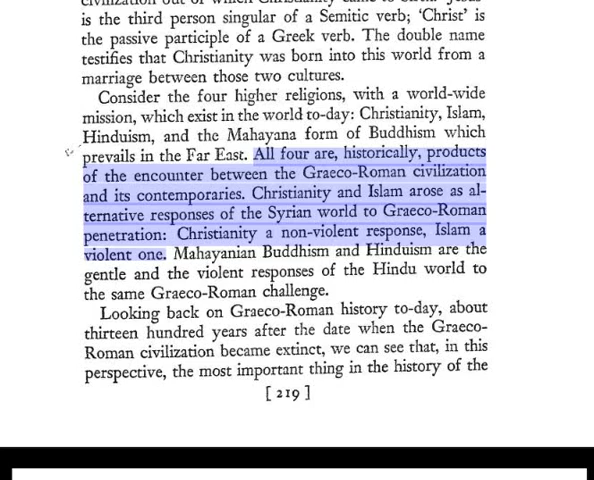 is the third person singular of a Semitic verb; ‘Christ’ is
the passive participle of a Greek verb. The double name
testifies that Christianity was born into this world from a
marriage between those two cultures.
Consider the four higher religions, with a world-wide
mission, which exist in the world to-day: Christianity, Islam,
Hinduism, and the Mahayana form of Buddhism which
prevails in the Far East. All four are, historically, products
of the encounter between the Graeco-Roman civilization
and its contemporaries. Christianity and Islam arose as al-
ternative responses of the Syrian world to Graeco-Roman
penetration: Christianity a non-violent response, Islam a
violent one. Mahayanian Buddhism and Hinduism are the
gentle and the violent responses of the Hindu world to
the same Graeco-Roman challenge.
Looking back on Graeco-Roman history to-day, about
thirteen hundred years after the date when the Graeco-
Roman civilization became extinct, we can see that, in this
perspective, the most important thing in the history of the
[ 219 ]